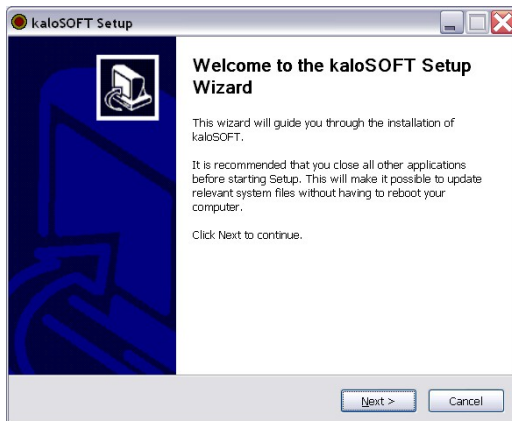 kaloSOFT Setup
Welcome to the kaloSOFT Setup
Wizard
This wizard will guide you through the installation of
kaloSOFT.
It is recommended that you close all other applications
before starting Setup. This will make it possible to update
relevant system files without having to reboot your
computer.
Click Next to continue.
Next >
Cancel